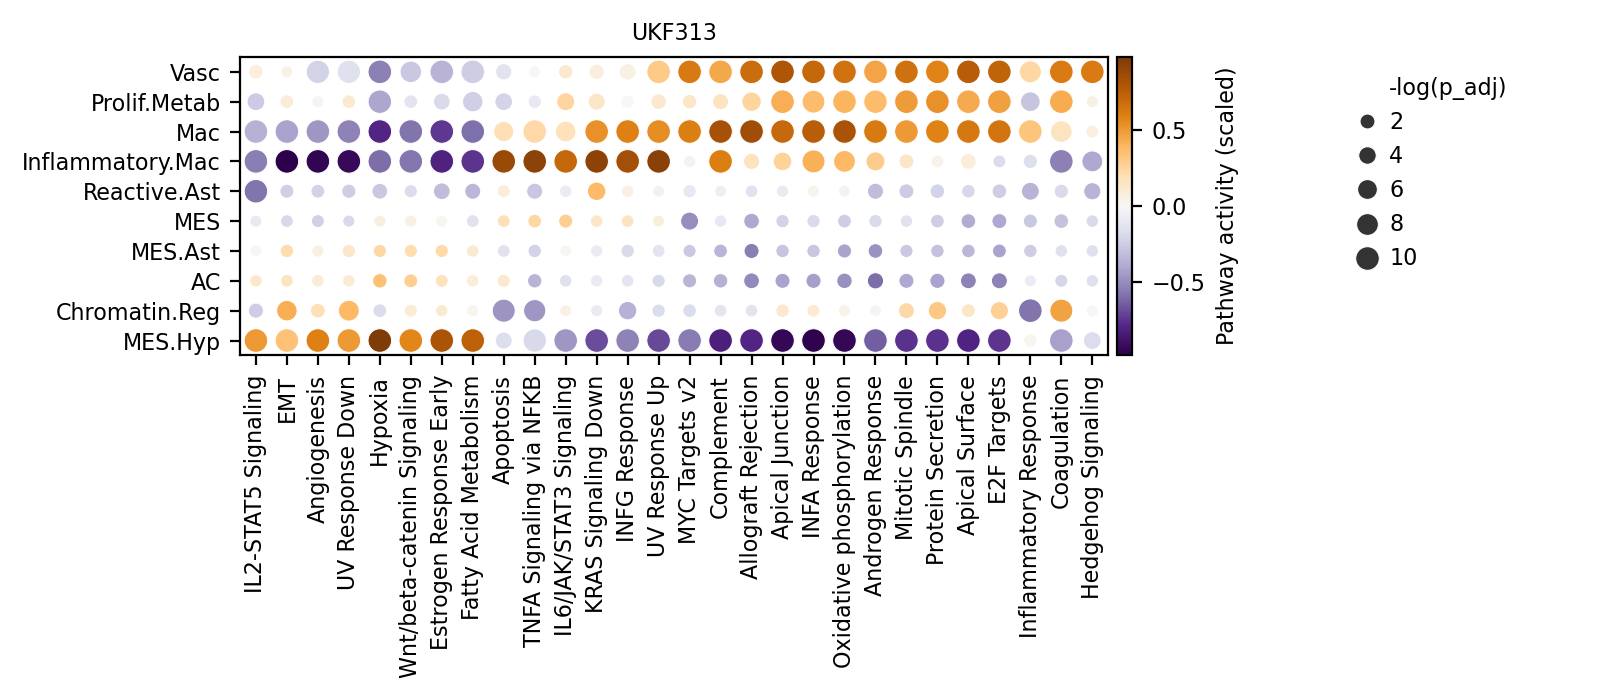 UKF313
Vasc
Prolif.Metab
Mac
Inflammatory.Mac
Reactive.Ast
MES
MES.Ast
AC
Chromatin.Reg
MES.Hyp
IL2-STAT5 Signaling
EMT
Angiogenesis
UV Response Down
Hypoxia
Wnt/beta-catenin Signaling
Estrogen Response Early
Fatty Acid Metabolism
Apoptosis
TNFA Signaling via NFKB
IL6/JAK/STAT3 Signaling
KRAS Signaling Down
INFG Response
UV Response Up
MYC Targets v2
Complement
Allograft Rejection
Apical Junction
INFA Response
Oxidative phosphorylation
Androgen Response
Mitotic Spindle
Protein Secretion
Apical Surface
E2F Targets
Inflammatory Response
Coagulation
Hedgehog Signaling
0.5
0.0
−0.5
Pathway activity (scaled)
-log(p_adj)
2
4
6
8
10